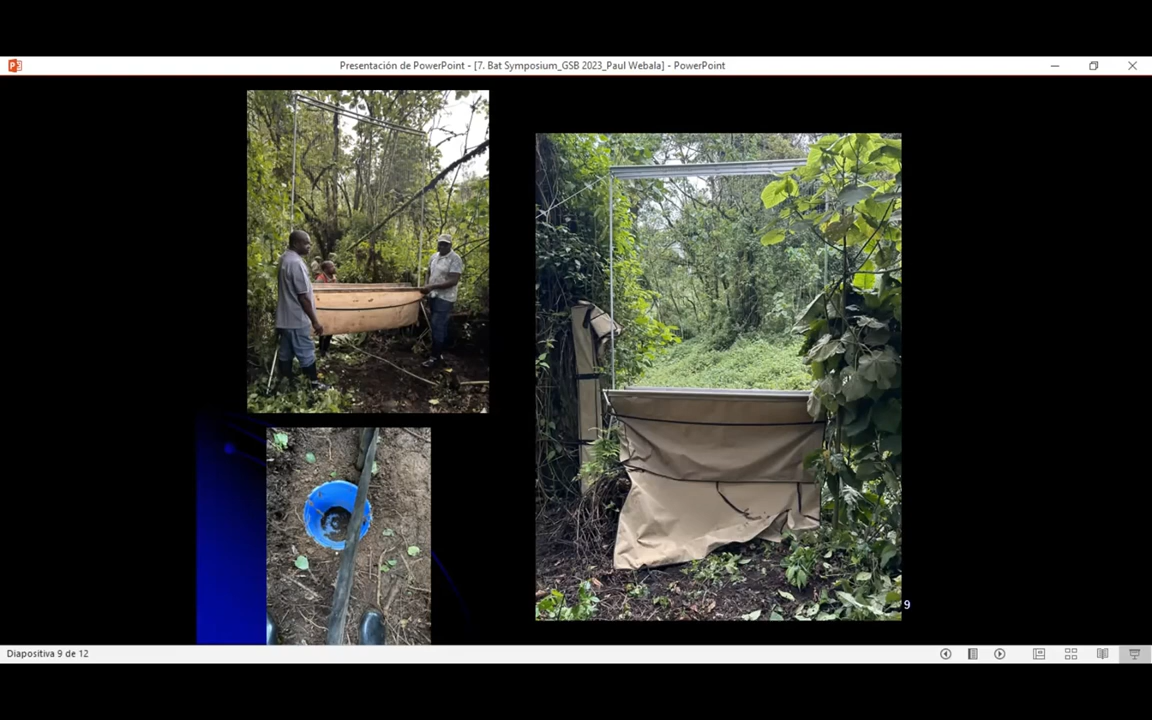 Presentación de PowerPoint - [7. Bat Symposium_GSB 2023_Paul Webala] - PowerPoint
9
Diapositiva 9 de 12